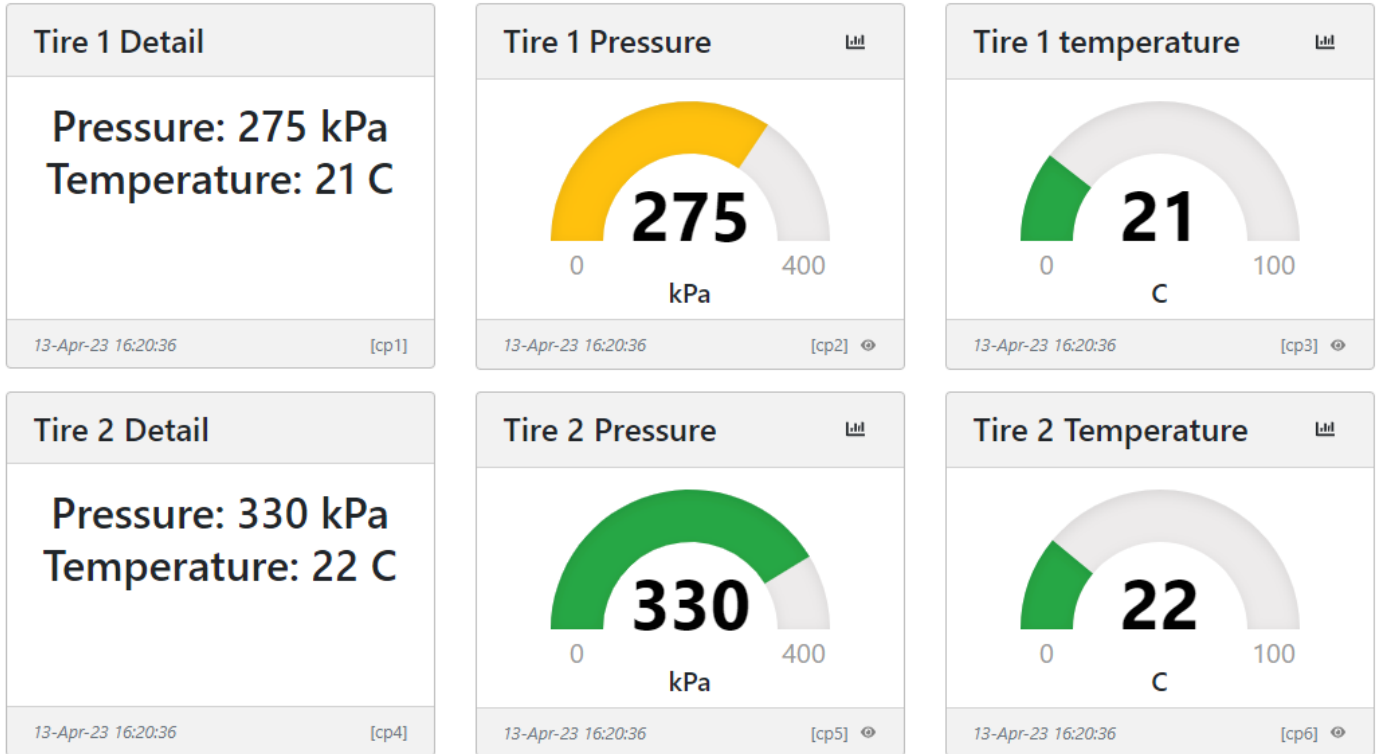 Tire 1 Detail
Pressure: 275 kPa
Temperature: 21 C
13-Apr-23 16:20:36 [cp1]
Tire 1 Pressure
275
0 400
kPa
13-Apr-23 16:20:36 [cp2]
Tire 1 temperature
21
0 100
C
13-Apr-23 16:20:36 [cp3]
Tire 2 Detail
Pressure: 330 kPa
Temperature: 22 C
13-Apr-23 16:20:36 [cp4]
Tire 2 Pressure
330
0 400
kPa
13-Apr-23 16:20:36 [cp5]
Tire 2 Temperature
22
0 100
C
13-Apr-23 16:20:36 [cp6]